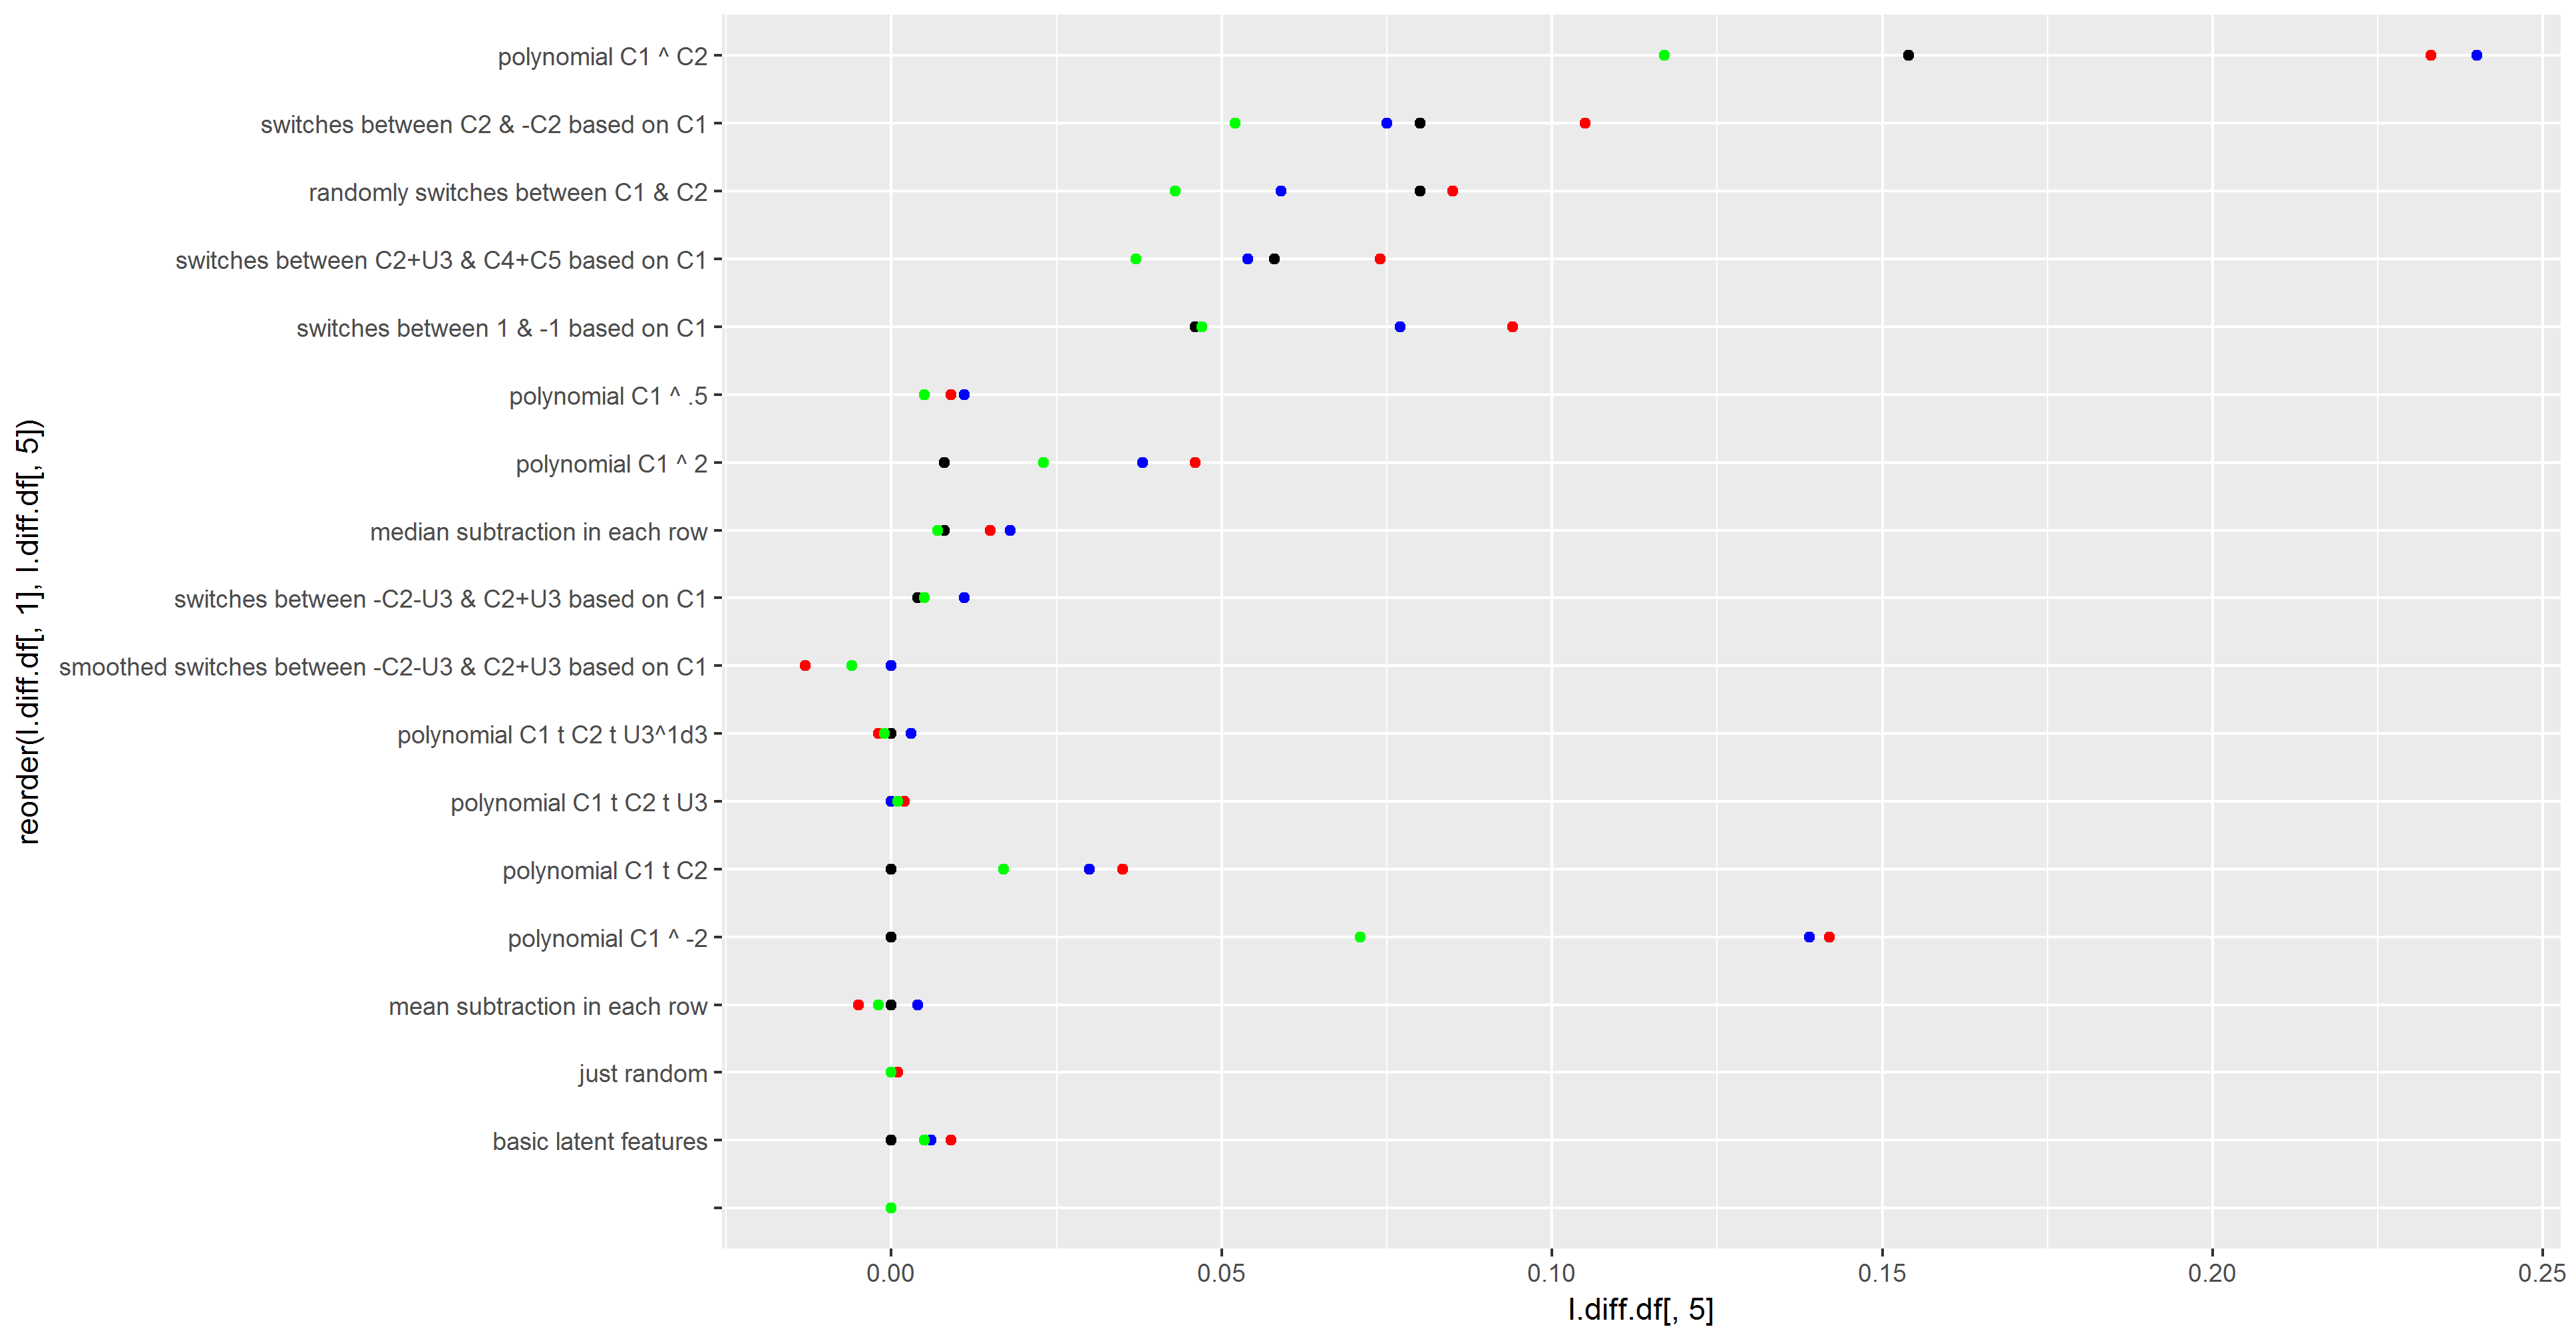 polynomial C1 ^ C2
switches between C2 & -C2 based on C1
randomly switches between C1 & C2
switches between C2+U3 & C4+C5 based on C1
switches between 1 & -1 based on C1
polynomial C1 ^ .5
polynomial C1 ^ 2
median subtraction in each row
switches between -C2-U3 & C2+U3 based on C1
smoothed switches between -C2-U3 & C2+U3 based on C1
polynomial C1 t C2 t U3^1d3
polynomial C1 t C2 t U3
polynomial C1 t C2
polynomial C1 ^ -2
mean subtraction in each row
just random
basic latent features
reorder(l.diff.df[, 1], l.diff.df[, 5])
0.00 0.05 0.10 0.15 0.20 0.25
l.diff.df[, 5]